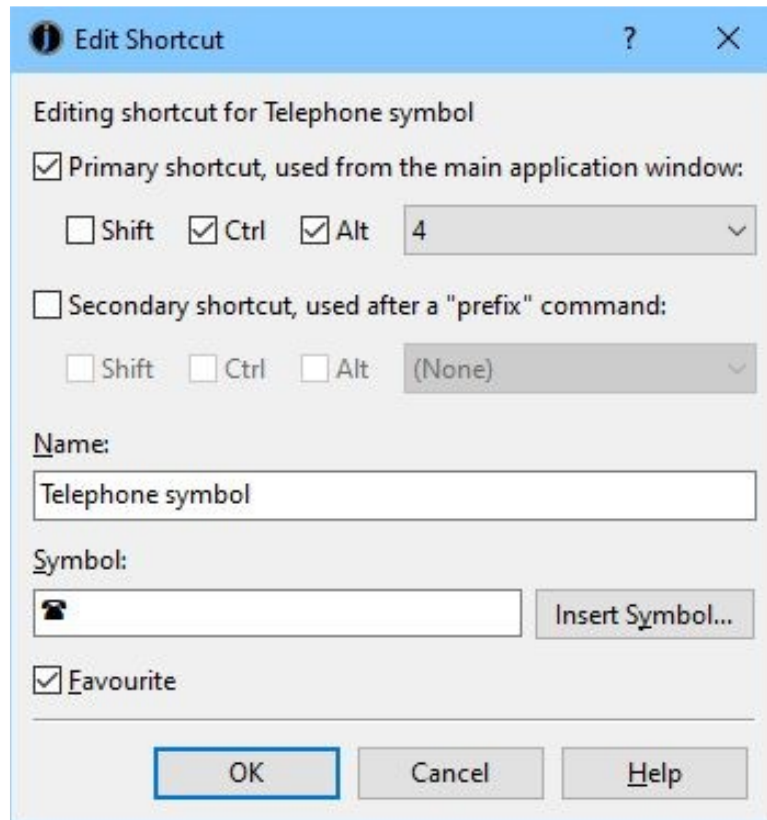 Edit Shortcut ? ×
Editing shortcut for Telephone symbol
Primary shortcut, used from the main application window:
Shift Ctrl Alt 4
Secondary shortcut, used after a "prefix" command:
Shift Ctrl Alt (None)
Name:
Telephone symbol
Symbol:
☎ Insert Symbol...
Favourite
OK Cancel Help